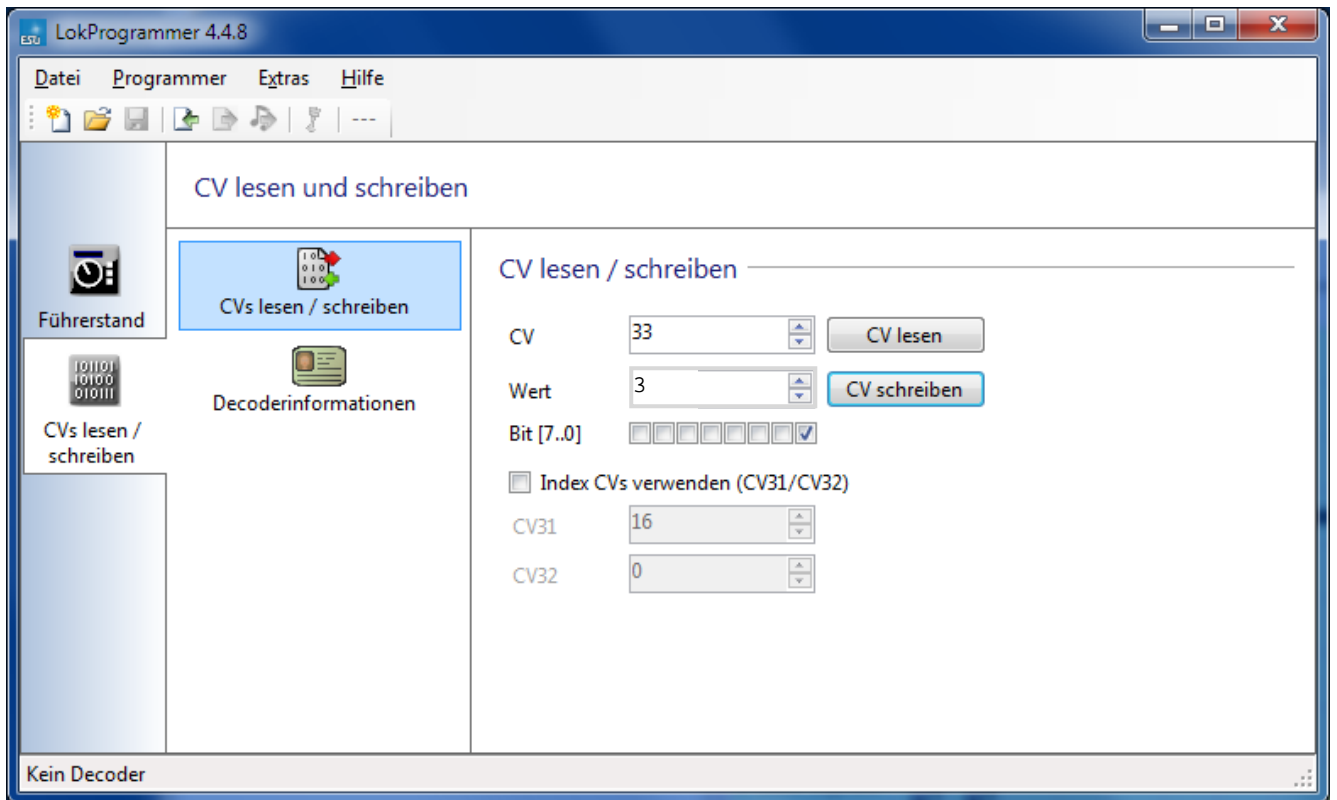 ESU LokProgrammer 4.4.8
Datei Programmer Extras Hilfe
---
CV lesen und schreiben
Führerstand
CVs lesen /
schreiben
CVs lesen / schreiben
Decoderinformationen
CV lesen / schreiben
CV 33 CV lesen
Wert 3 CV schreiben
Bit [7..0]
Index CVs verwenden (CV31/CV32)
CV31 16
CV32 0
Kein Decoder